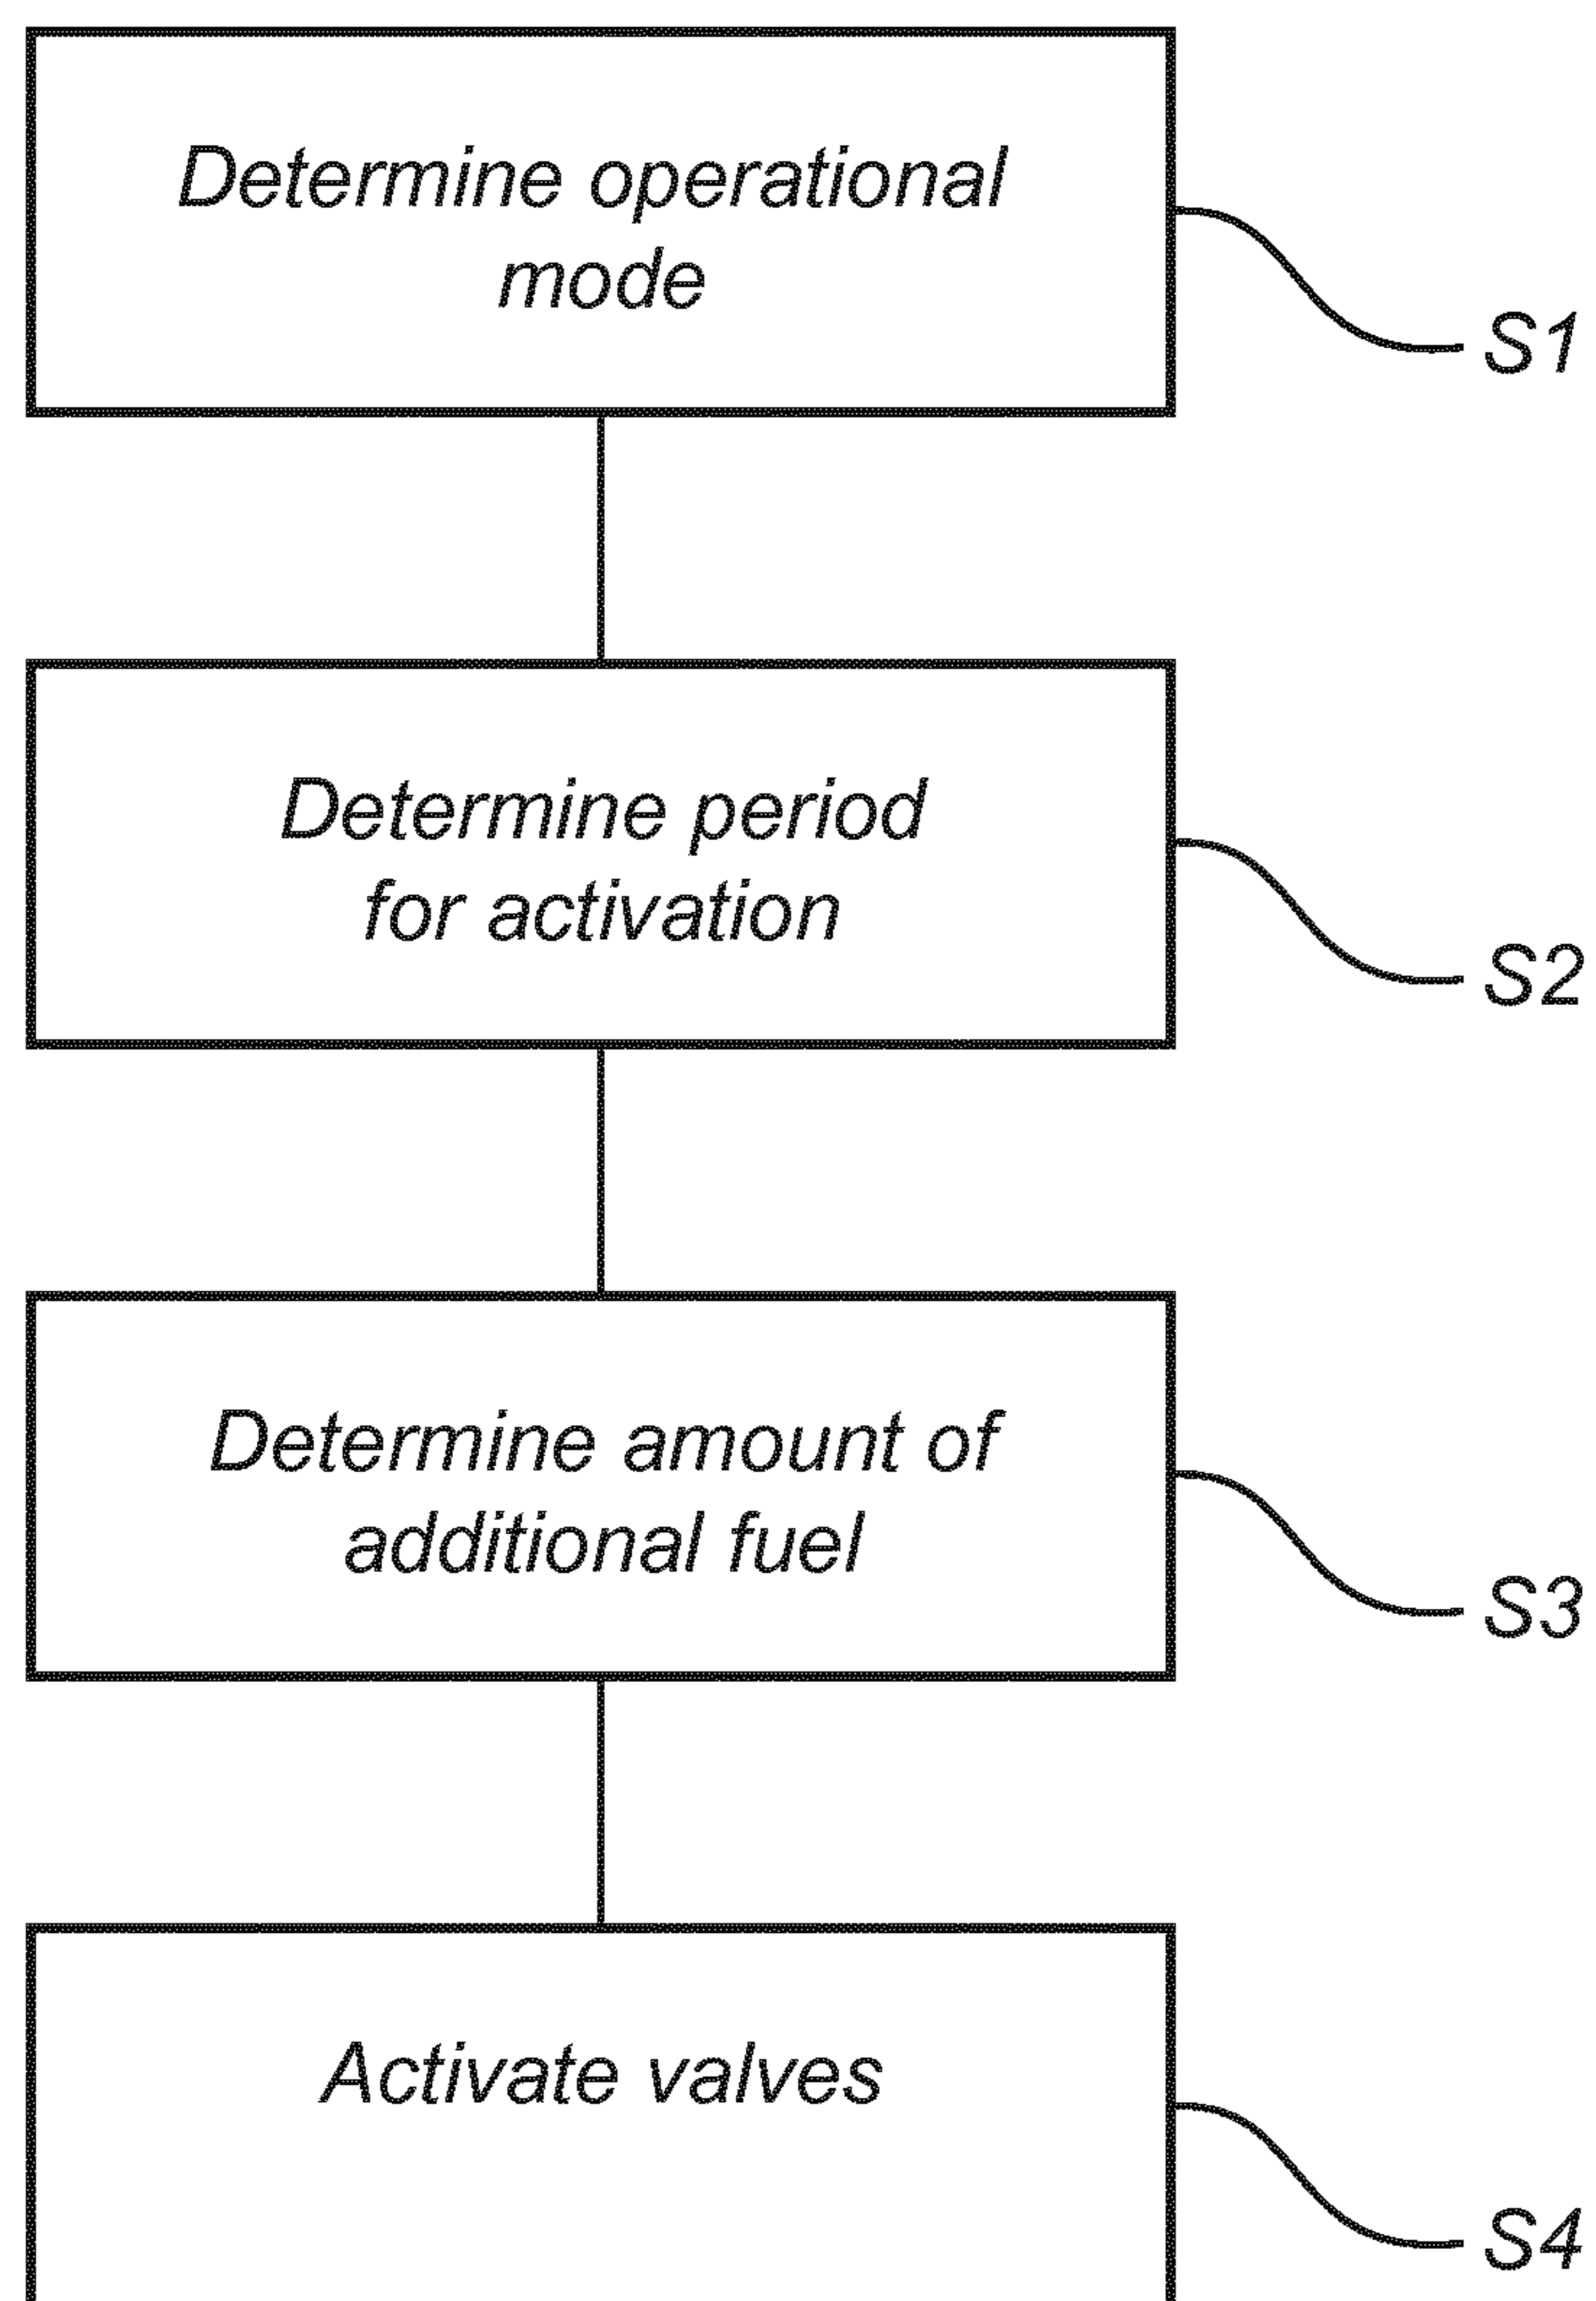 Determine operational
mode
S1
Determine period
for activation
S2
Determine amount of
additional fuel
S3
Activate valves
S4